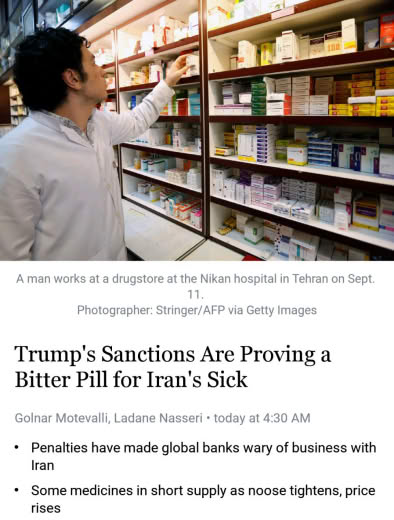 A man works at a drugstore at the Nikan hospital in Tehran on Sept.
11.
Photographer: Stringer/AFP via Getty Images
Trump's Sanctions Are Proving a
Bitter Pill for Iran's Sick
Golnar Motevalli, Ladane Nasseri • today at 4:30 AM
• Penalties have made global banks wary of business with
Iran
• Some medicines in short supply as noose tightens, price
rises